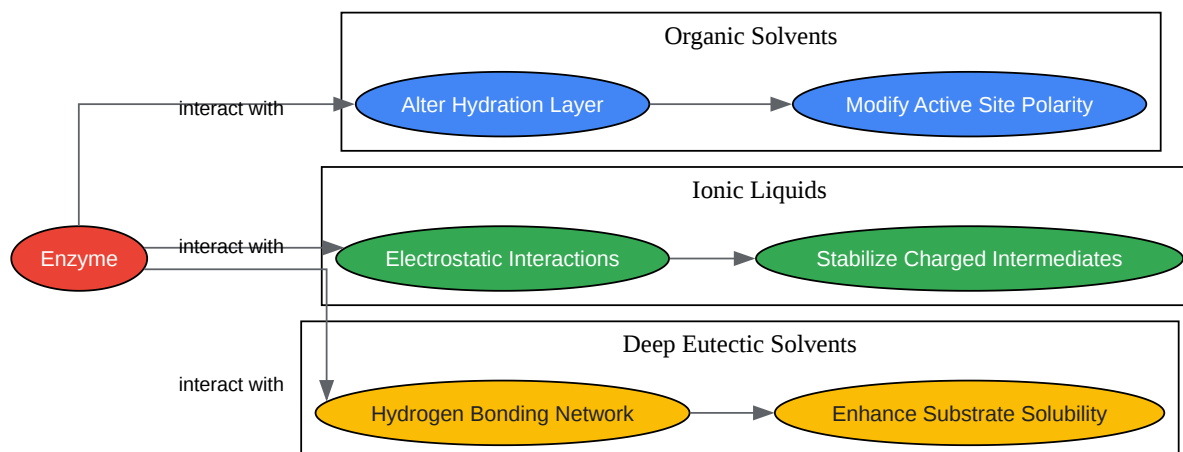 Organic Solvents
interact with
Alter Hydration Layer
Modify Active Site Polarity
Ionic Liquids
Enzyme
interact with
Electrostatic Interactions
Stabilize Charged Intermediates
Deep Eutectic Solvents
interact with
Hydrogen Bonding Network
Enhance Substrate Solubility